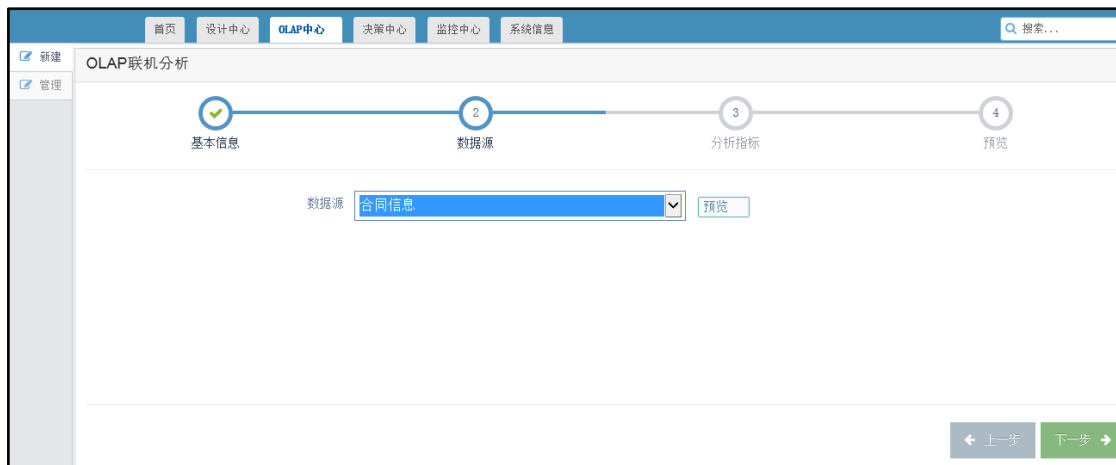 首页 设计中心 OLAP中心 决策中心 监控中心 系统信息 搜索...
新建
管理
OLAP联机分析
2 3 4
基本信息 数据源 分析指标 预览
数据源 合同信息 预览
上一步 下一步